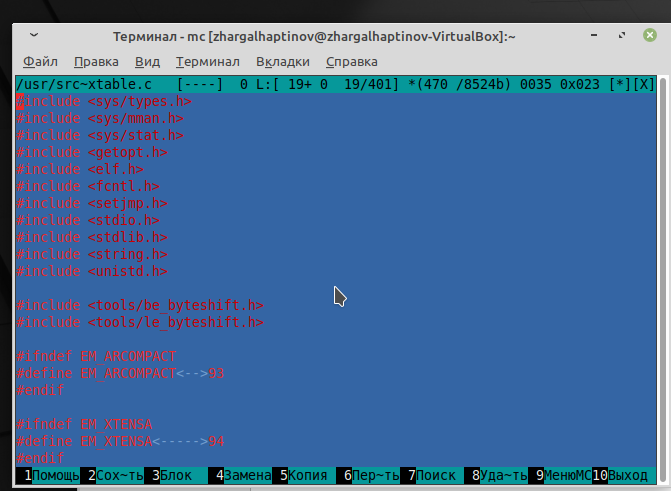 Терминал - mc [zhargalhaptinov@zhargalhaptinov-VirtualBox]:~
Файл Правка Вид Терминал Вкладки Справка
/usr/src~xtable.c [----] 0 L:[ 19+ 0 19/401] *(470 /8524b) 0035 0x023 [*][X]
#include <sys/types.h>
#include <sys/mman.h>
#include <sys/stat.h>
#include <getopt.h>
#include <elf.h>
#include <fcntl.h>
#include <setjmp.h>
#include <stdio.h>
#include <stdlib.h>
#include <string.h>
#include <unistd.h>
#include <tools/be_byteshift.h>
#include <tools/le_byteshift.h>
#ifndef EM_ARCOMPACT
#define EM_ARCOMPACT<-->93
#endif
#ifndef EM_XTENSA
#define EM_XTENSA<----->94
#endif
1Помощь 2Сох~ть 3Блок 4Замена 5Копия 6Пер~ть 7Поиск 8Уда~ть 9МенюMC 10Выход